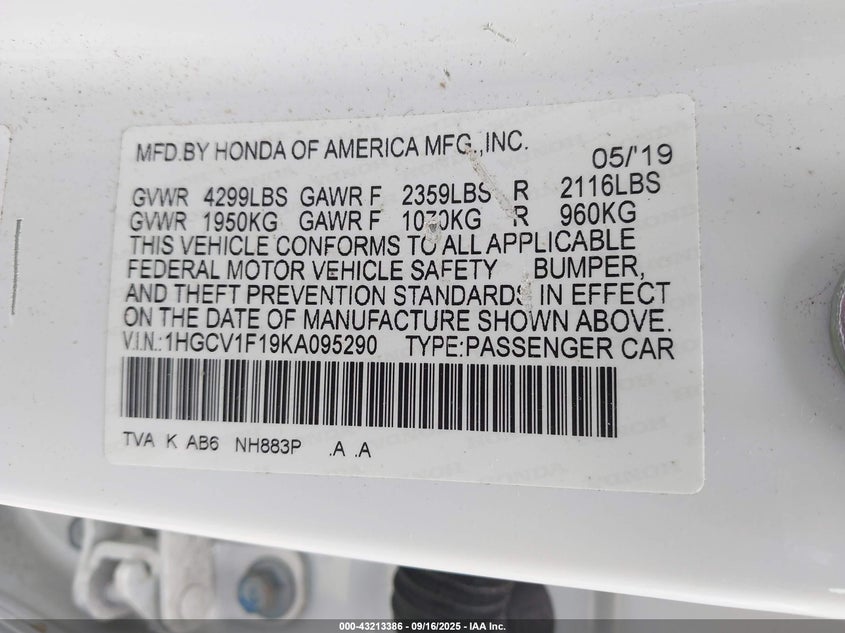 MFD.BY HONDA OF AMERICA MFG.,INC. 05/'19
GVWR 4299LBS GAWR F 2359LBS R 2116LBS
GVWR 1950KG GAWR F 1070KG R 960KG
THIS VEHICLE CONFORMS TO ALL APPLICABLE
FEDERAL MOTOR VEHICLE SAFETY BUMPER,
AND THEFT PREVENTION STANDARDS IN EFFECT
ON THE DATE OF MANUFACTURE SHOWN ABOVE.
V.I.N.:1HGCV1F19KA095290 TYPE:PASSENGER CAR
TVA K AB6 NH883P .A .A
000-43213386 - 09/16/2025 - IAA Inc.